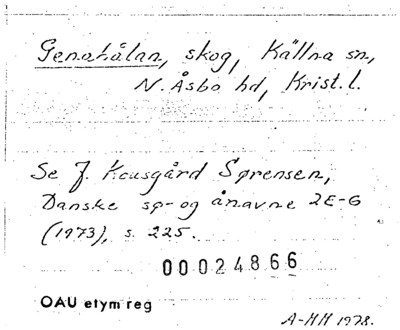 Genahålan, skog, Källna sn,
N. Åsbo hd, Krist. l.
Se J. Kousgård Sørensen,
Danske sø- og ånavne 2E-G
(1973), s. 225.
00024866
OAU etym reg
A-HH 1978.